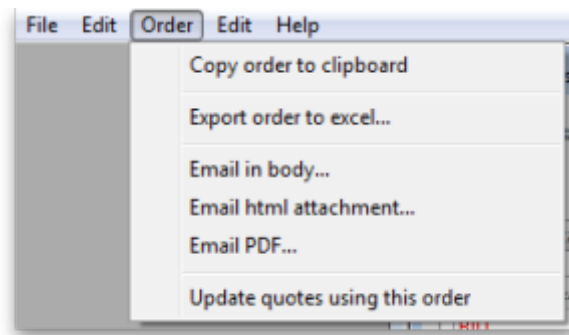 File Edit Order Edit Help
Copy order to clipboard
Export order to excel...
Email in body...
Email html attachment...
Email PDF...
Update quotes using this order